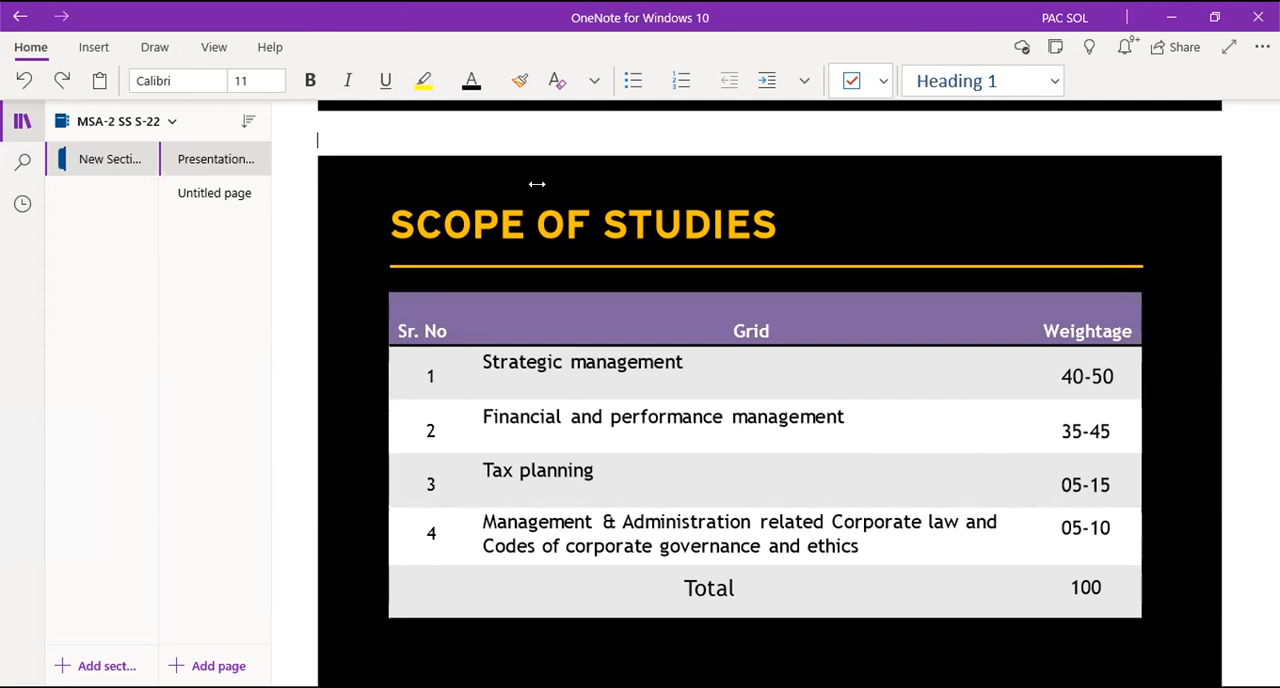 OneNote for Windows 10
PAC SOL
Home Insert Draw View Help
9+
Share
Calibri 11 B I U A A Heading 1
MSA-2 SS S-22
New Secti... Presentation...
Untitled page
SCOPE OF STUDIES
Sr. No Grid Weightage
1 Strategic management 40-50
2 Financial and performance management 35-45
3 Tax planning 05-15
4 Management & Administration related Corporate law and 05-10
Codes of corporate governance and ethics
Total 100
Add sect... Add page